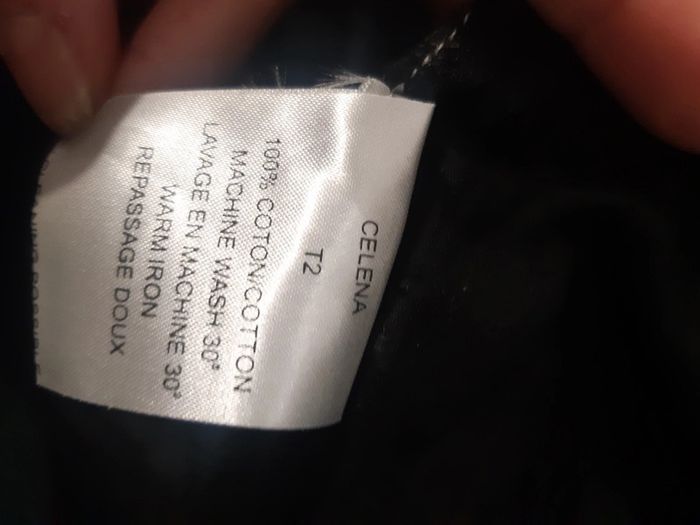 CELENA
T2
100% COTON/COTTON
MACHINE WASH 30°
LAVAGE EN MACHINE 30°
WARM IRON
REPASSAGE DOUX